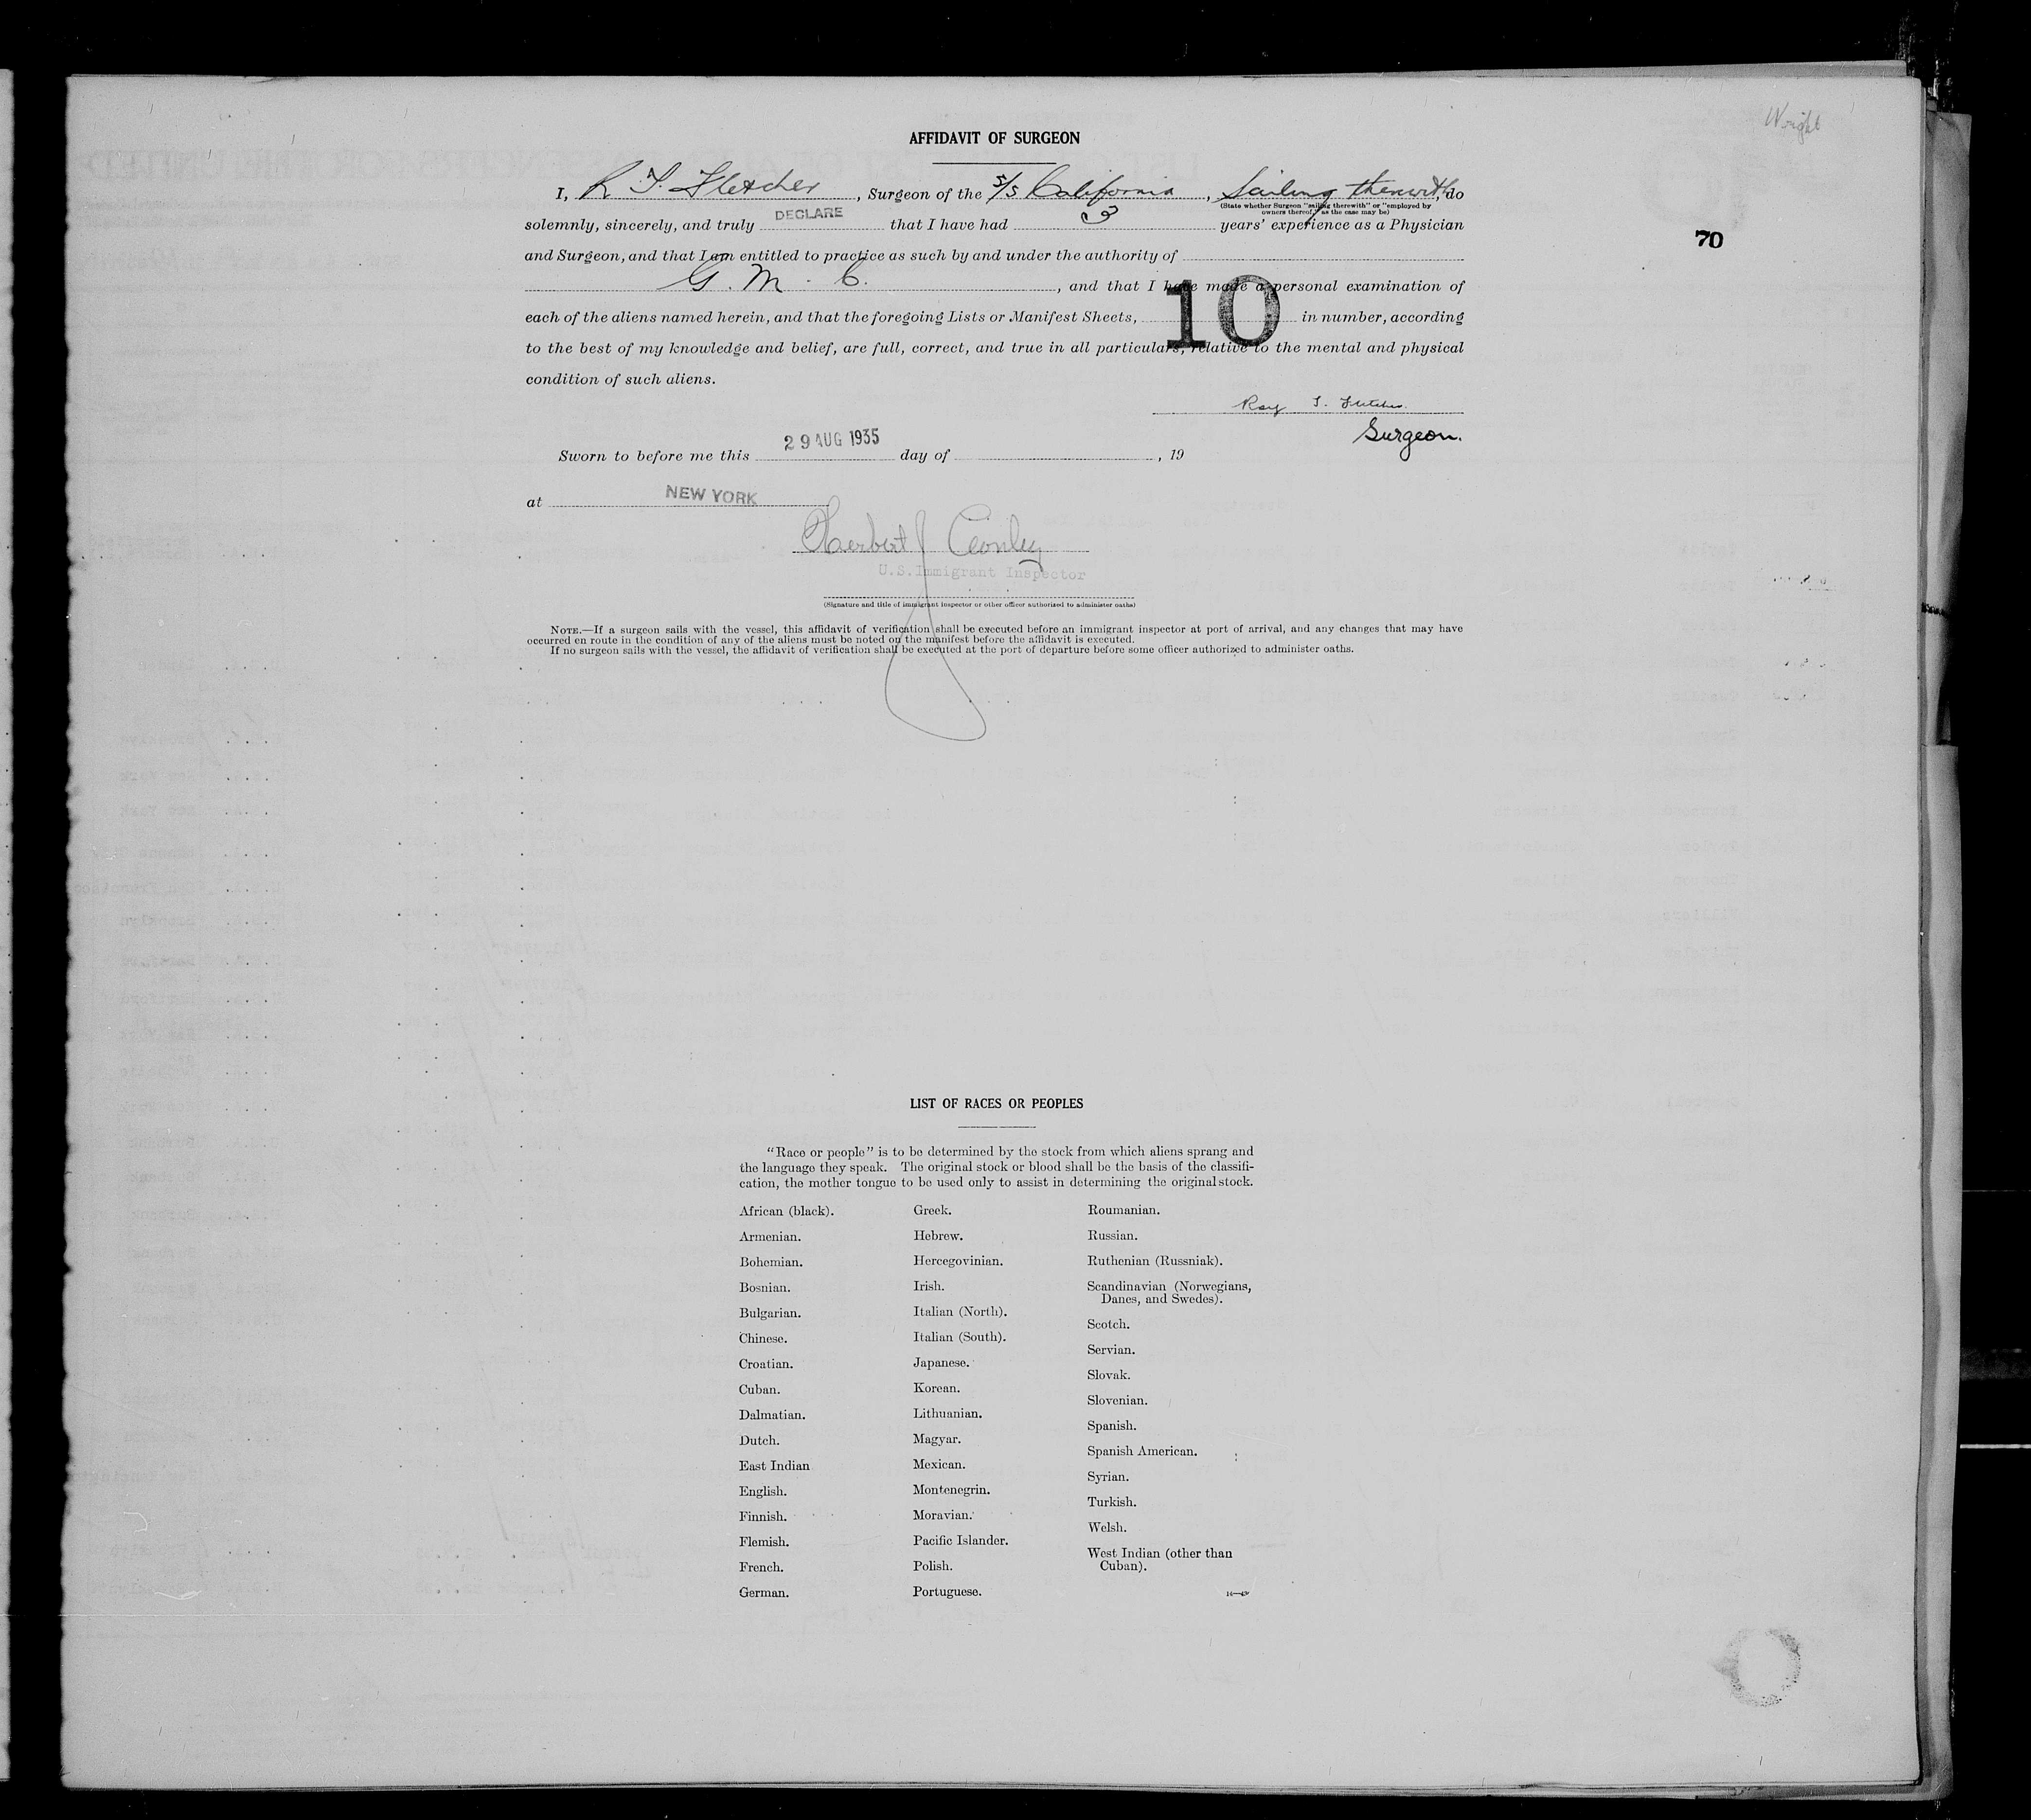 Wright
AFFIDAVIT OF SURGEON
I, R. T. Fletcher, Surgeon of the S/S California, Sailing therewith, do
(State whether Surgeon "sailing therewith" or "employed by
owners thereof," as the case may be)
solemnly, sincerely, and truly DECLARE that I have had 3 years' experience as a Physician
70
and Surgeon, and that I am entitled to practice as such by and under the authority of
G. M. C., and that I have made a personal examination of
each of the aliens named herein, and that the foregoing Lists or Manifest Sheets, 10 in number, according
to the best of my knowledge and belief, are full, correct, and true in all particulars, relative to the mental and physical
condition of such aliens.
Roy T. Fletcher
Surgeon.
29 AUG 1935
Sworn to before me this day of , 19
at NEW YORK
Herbert J Conley
U.S. Immigrant Inspector
(Signature and title of immigrant inspector or other officer authorized to administer oaths)
NOTE.—If a surgeon sails with the vessel, this affidavit of verification shall be executed before an immigrant inspector at port of arrival, and any changes that may have
occurred en route in the condition of any of the aliens must be noted on the manifest before the affidavit is executed.
If no surgeon sails with the vessel, the affidavit of verification shall be executed at the port of departure before some officer authorized to administer oaths.
LIST OF RACES OR PEOPLES
"Race or people" is to be determined by the stock from which aliens sprang and
the language they speak. The original stock or blood shall be the basis of the classifi-
cation, the mother tongue to be used only to assist in determining the original stock.
African (black).
Armenian.
Bohemian.
Bosnian.
Bulgarian.
Chinese.
Croatian.
Cuban.
Dalmatian.
Dutch.
East Indian
English.
Finnish.
Flemish.
French.
German.
Greek.
Hebrew.
Hercegovinian.
Irish.
Italian (North).
Italian (South).
Japanese.
Korean.
Lithuanian.
Magyar.
Mexican.
Montenegrin.
Moravian.
Pacific Islander.
Polish.
Portuguese.
Roumanian.
Russian.
Ruthenian (Russniak).
Scandinavian (Norwegians,
Danes, and Swedes).
Scotch.
Servian.
Slovak.
Slovenian.
Spanish.
Spanish American.
Syrian.
Turkish.
Welsh.
West Indian (other than
Cuban).